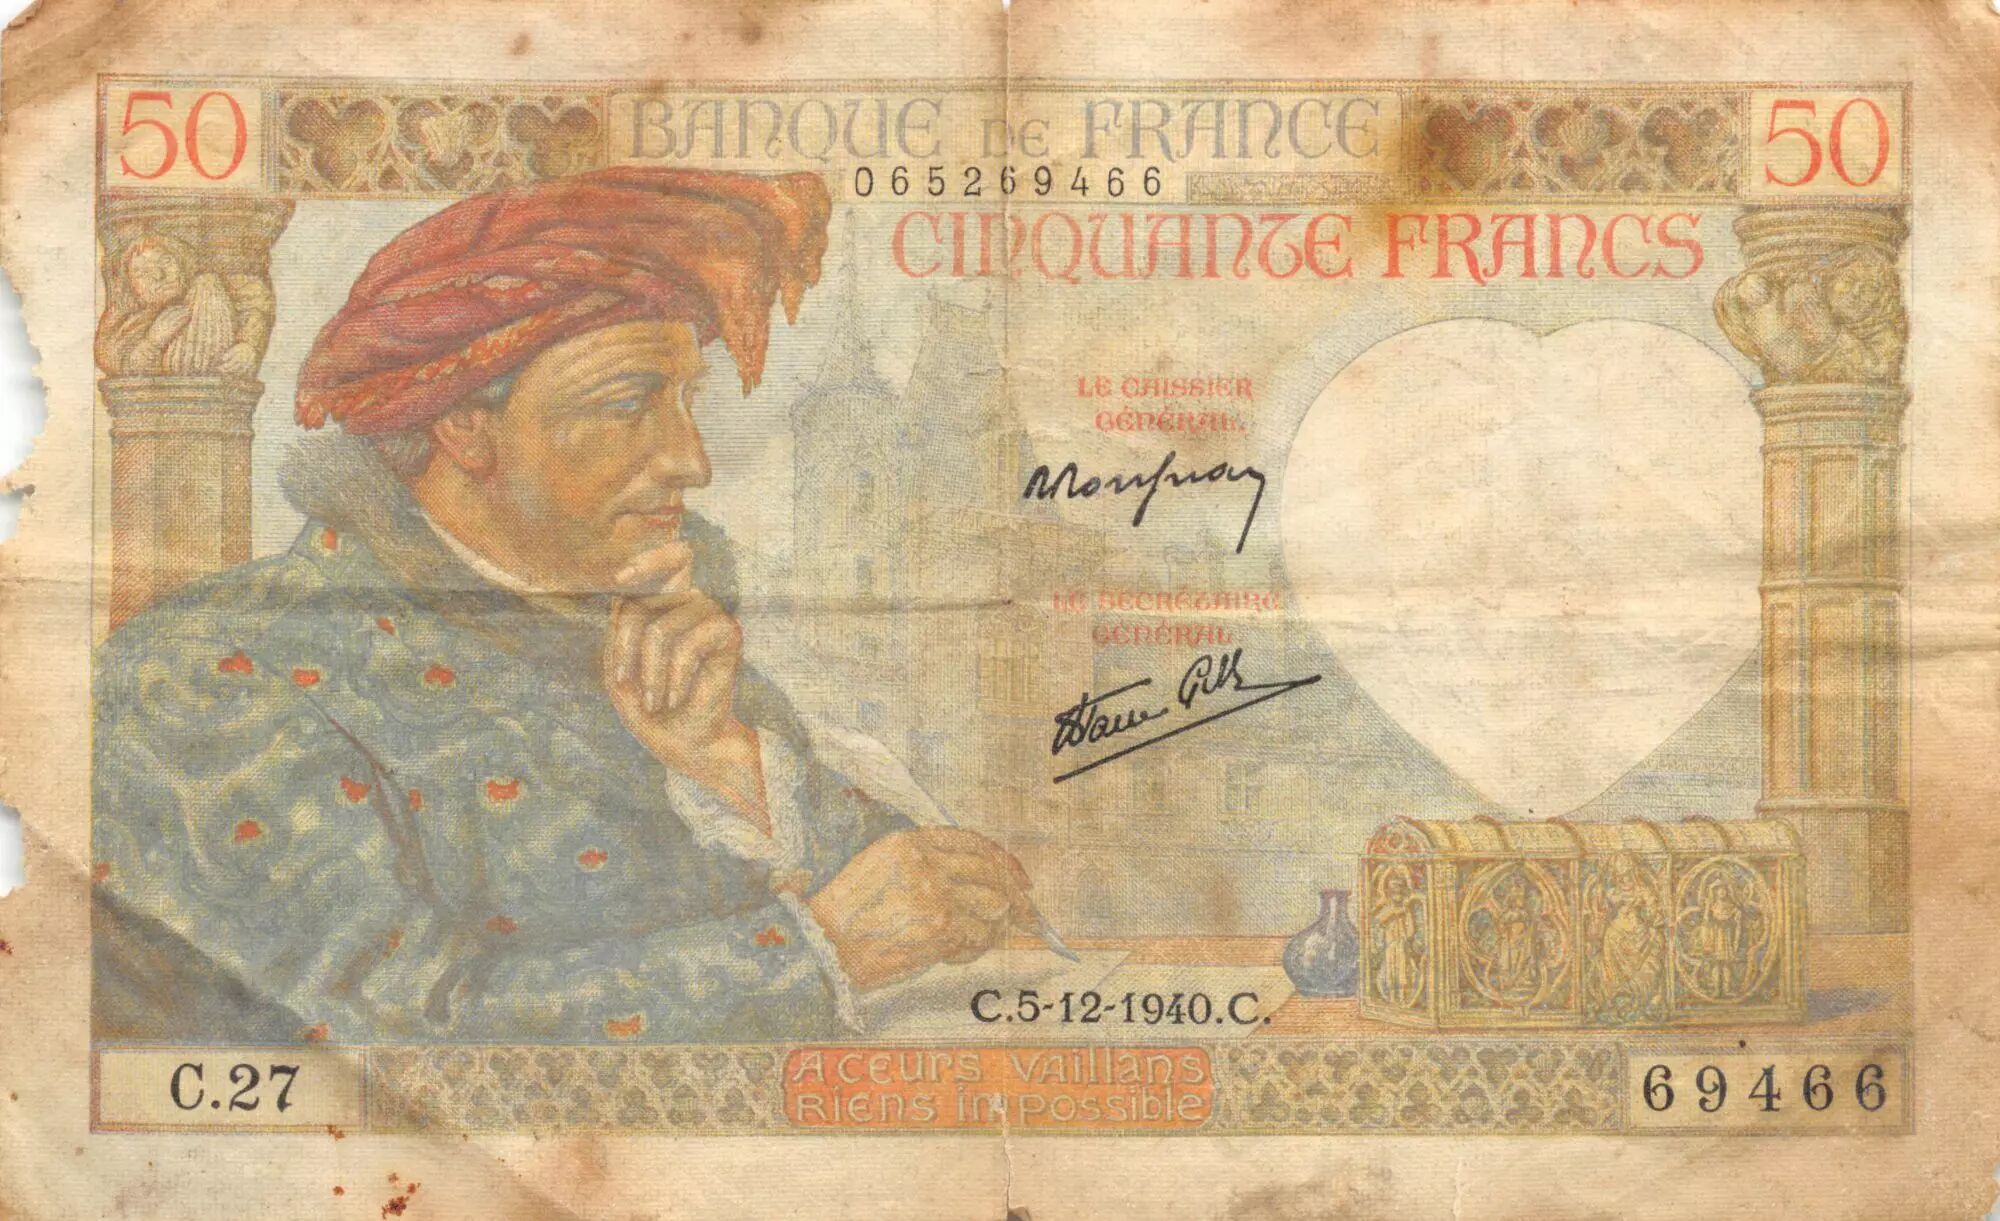 50 BANQUE DE FRANCE 50
065269466
CINQUANTE FRANCS
LE CAISSIER
GÉNÉRAL
LE SECRÉTAIRE
GÉNÉRAL
C.5-12-1940.C.
A CEURS VAILLANS
RIENS IMPOSSIBLE
C.27
69466